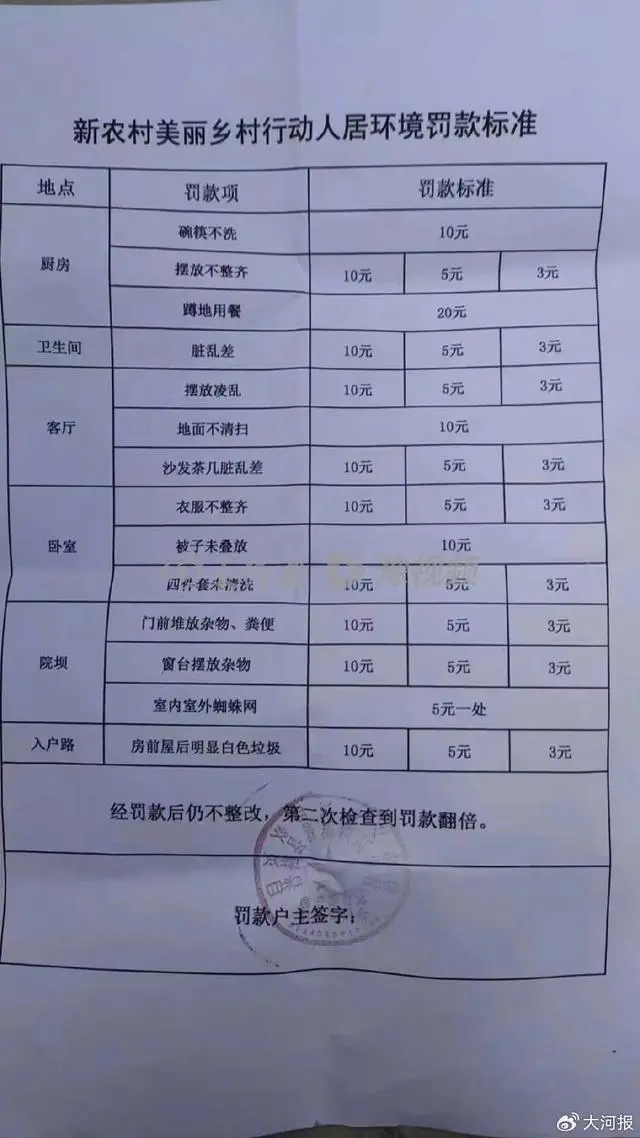 新农村美丽乡村行动人居环境罚款标准
地点 罚款项 罚款标准
厨房 碗筷不洗 10元
摆放不整齐 10元 5元 3元
蹲地用餐 20元
卫生间 脏乱差 10元 5元 3元
客厅 摆放凌乱 10元 5元 3元
地面不清扫 10元
沙发茶几脏乱差 10元 5元 3元
卧室 衣服不整齐 10元 5元 3元
被子未叠放 10元
四件套未清洗 10元 5元 3元
院坝 门前堆放杂物、粪便 10元 5元 3元
窗台摆放杂物 10元 5元 3元
室内室外蜘蛛网 5元一处
入户路 房前屋后明显白色垃圾 10元 5元 3元
经罚款后仍不整改，第二次检查到罚款翻倍。
罚款户主签字：
大河报